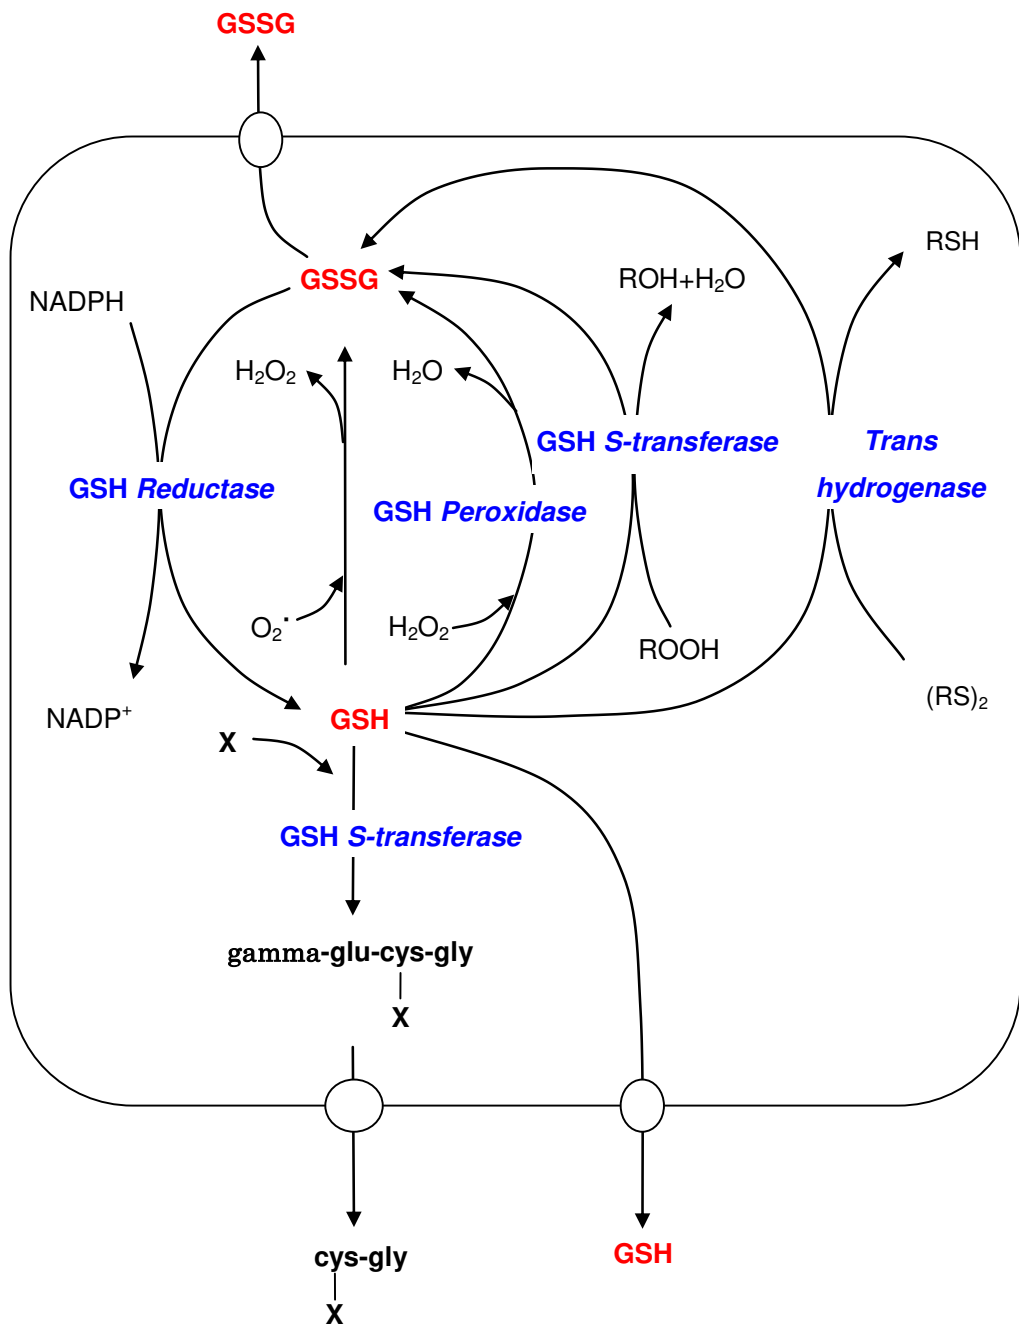 GSSG
RSH
GSSG
ROH+H₂O
NADPH
H₂O₂
H₂O
GSH S-transferase
Trans
hydrogenase
GSH Reductase
GSH Peroxidase
O₂˙
H₂O₂
ROOH
(RS)₂
NADP⁺
GSH
X
GSH S-transferase
gamma-glu-cys-gly
X
cys-gly
GSH
X